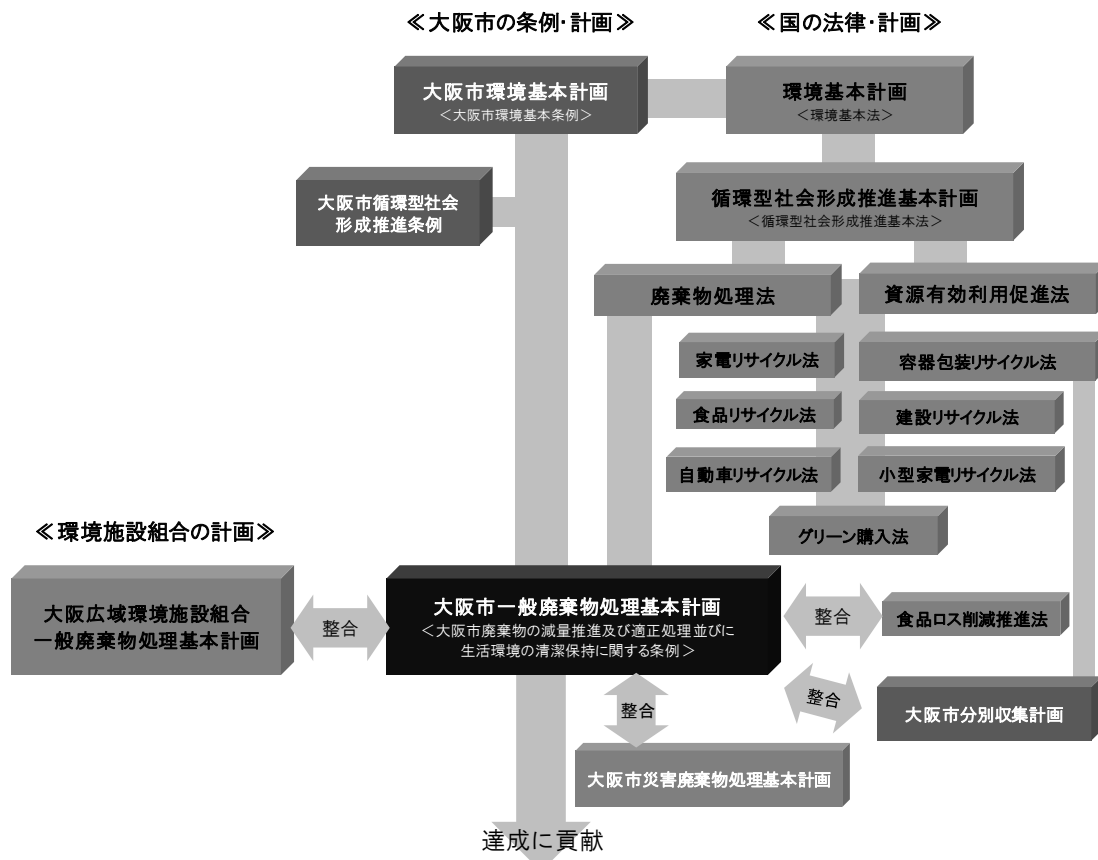 ≪大阪市の条例・計画≫
≪国の法律・計画≫
大阪市環境基本計画
＜大阪市環境基本条例＞
環境基本計画
＜環境基本法＞
大阪市循環型社会
形成推進条例
循環型社会形成推進基本計画
＜循環型社会形成推進基本法＞
廃棄物処理法
資源有効利用促進法
家電リサイクル法
容器包装リサイクル法
食品リサイクル法
建設リサイクル法
自動車リサイクル法
小型家電リサイクル法
グリーン購入法
≪環境施設組合の計画≫
大阪広域環境施設組合
一般廃棄物処理基本計画
整合
大阪市一般廃棄物処理基本計画
＜大阪市廃棄物の減量推進及び適正処理並びに
生活環境の清潔保持に関する条例＞
整合
食品ロス削減推進法
整合
大阪市分別収集計画
整合
大阪市災害廃棄物処理基本計画
達成に貢献